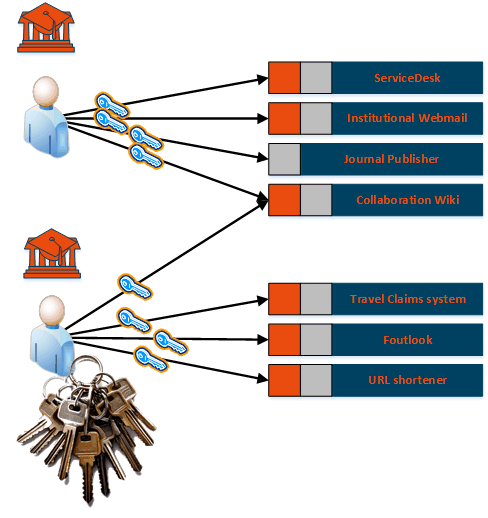 ServiceDesk
Institutional Webmail
Journal Publisher
Collaboration Wiki
Travel Claims system
Foutlook
URL shortener